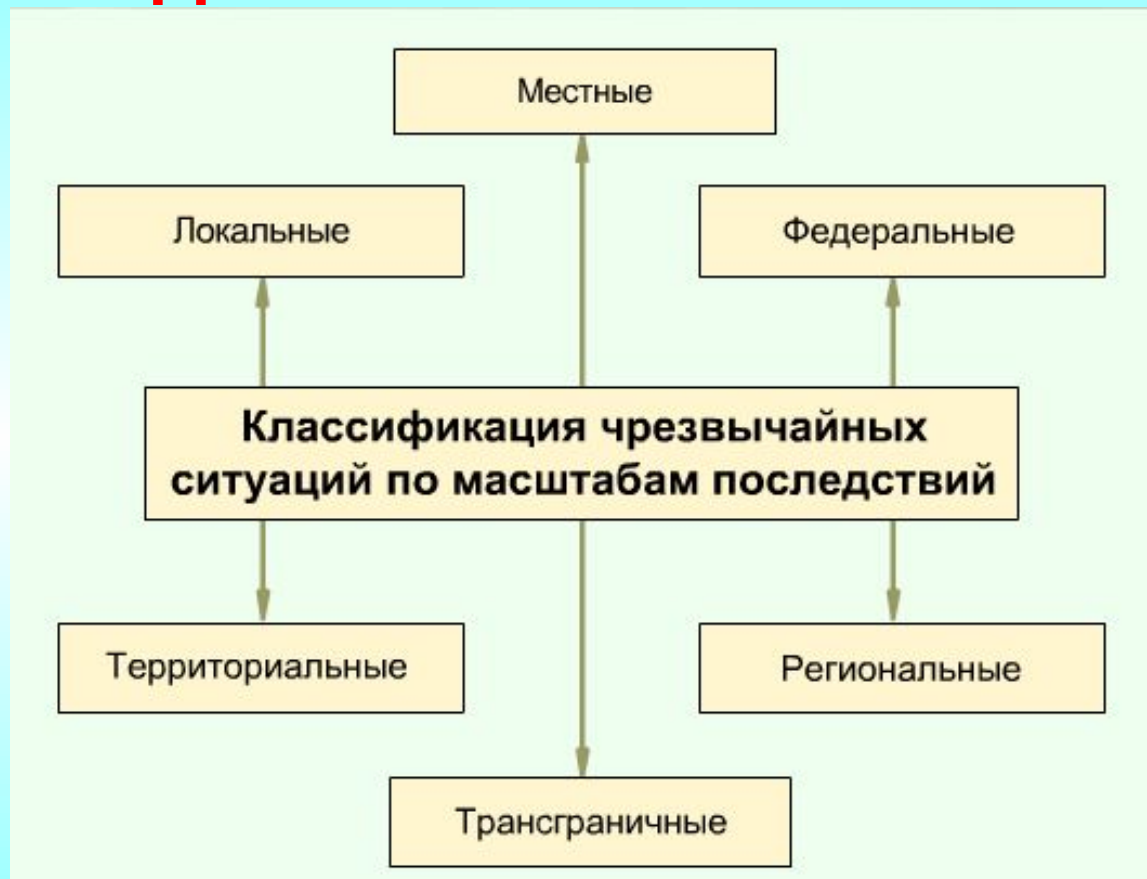 Местные
Локальные
Федеральные
Классификация чрезвычайных
ситуаций по масштабам последствий
Территориальные
Региональные
Трансграничные